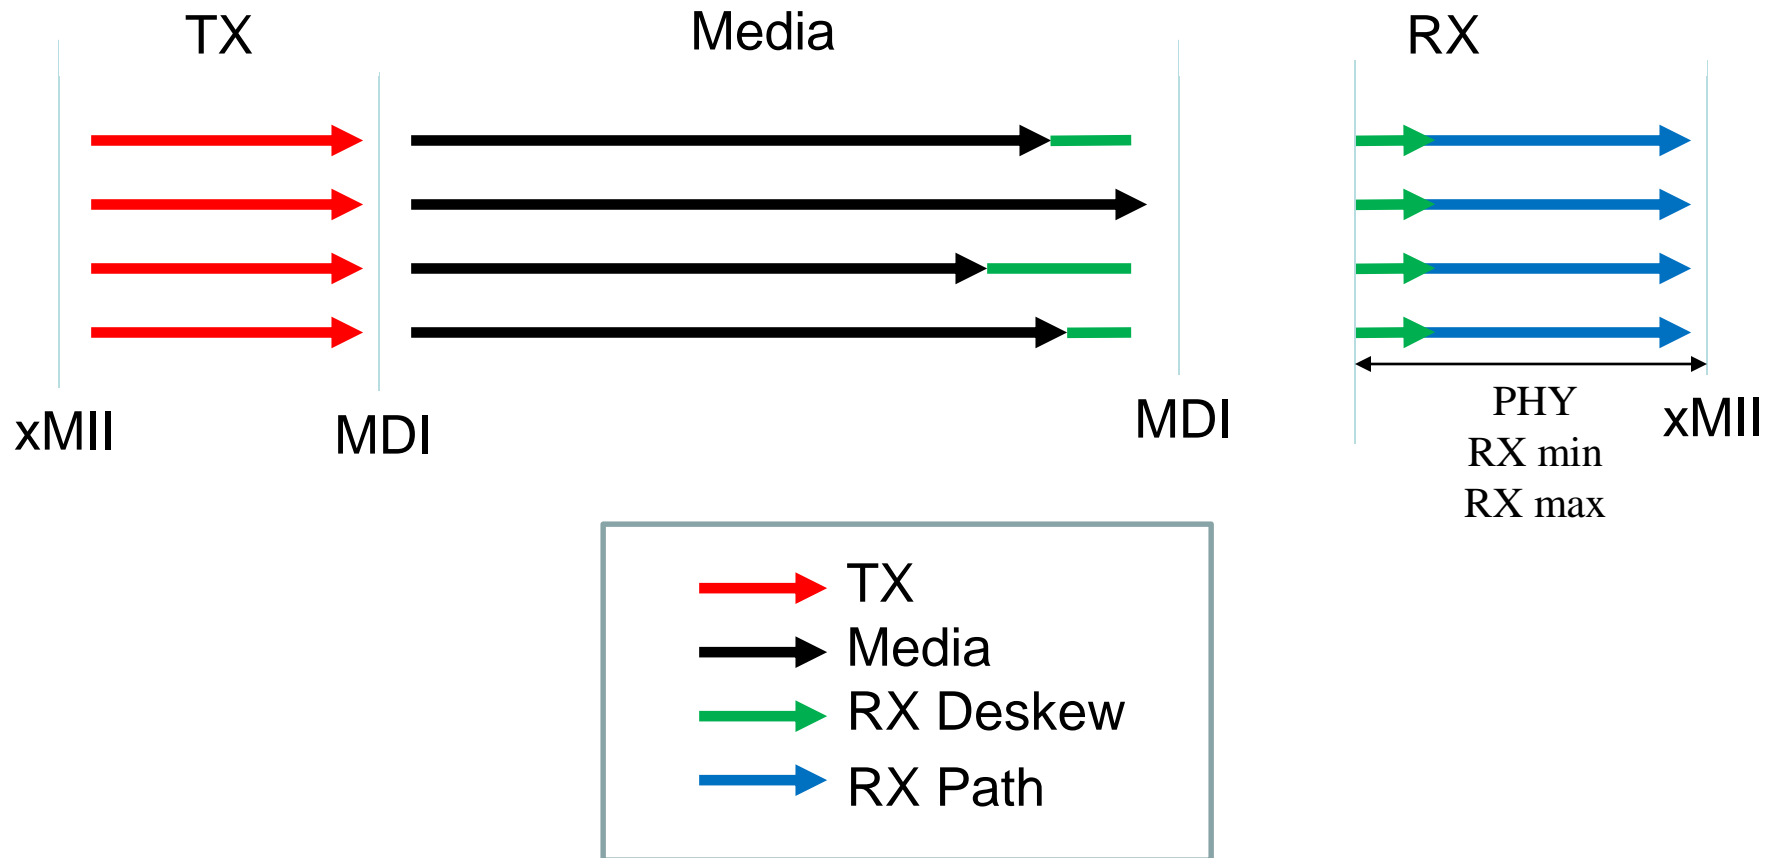 TX
Media
RX
xMII
MDI
MDI
PHY
RX min
RX max
xMII
TX
Media
RX Deskew
RX Path